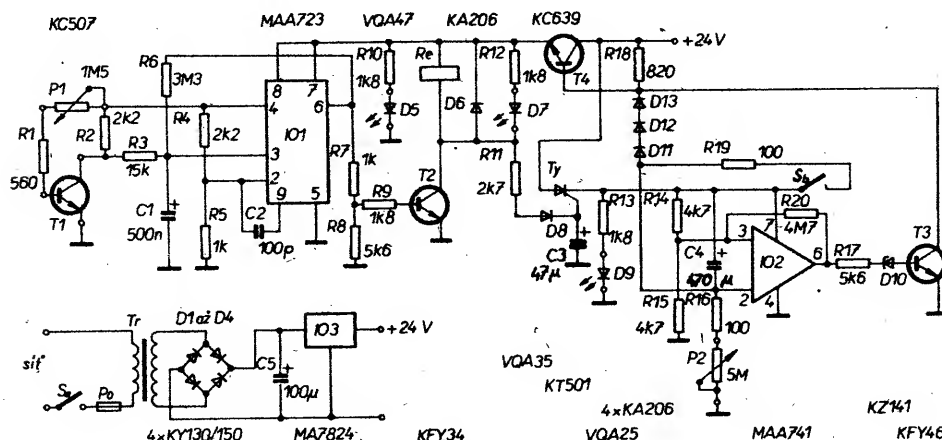 KC507 MAA723 VQA47 KA206 KC639
R6 3M3
P1 1M5
R1 560
R2 2k2
R3 15k
R4 2k2
R5 1k
C1 500n
C2 100p
T1
8 7 6 4 3 2 9 5
IO1
R7 1k
R8 5k6
R9 1k8
R10 1k8
D5
T2
Re
D6
R12 1k8
D7
R11 2k7
T4
R18 820
+24V
D13
D12
D11
R19 100
Ty
D8
C3 47µ
R13 1k8
D9
R14 4k7
R15 4k7
C4 470 µ
R16 100
P2 5M
R20 4M7
3 7 6 2 4
IO2
R17 5k6
D10
T3
Tr
D1 až D4
síť
Po
C5 100µ
IO3
+24 V
VQA35
KT501
4×KA206
KZ141
4×KY130/150 MA7824 KFY34 VQA25 MAA741 KFY46